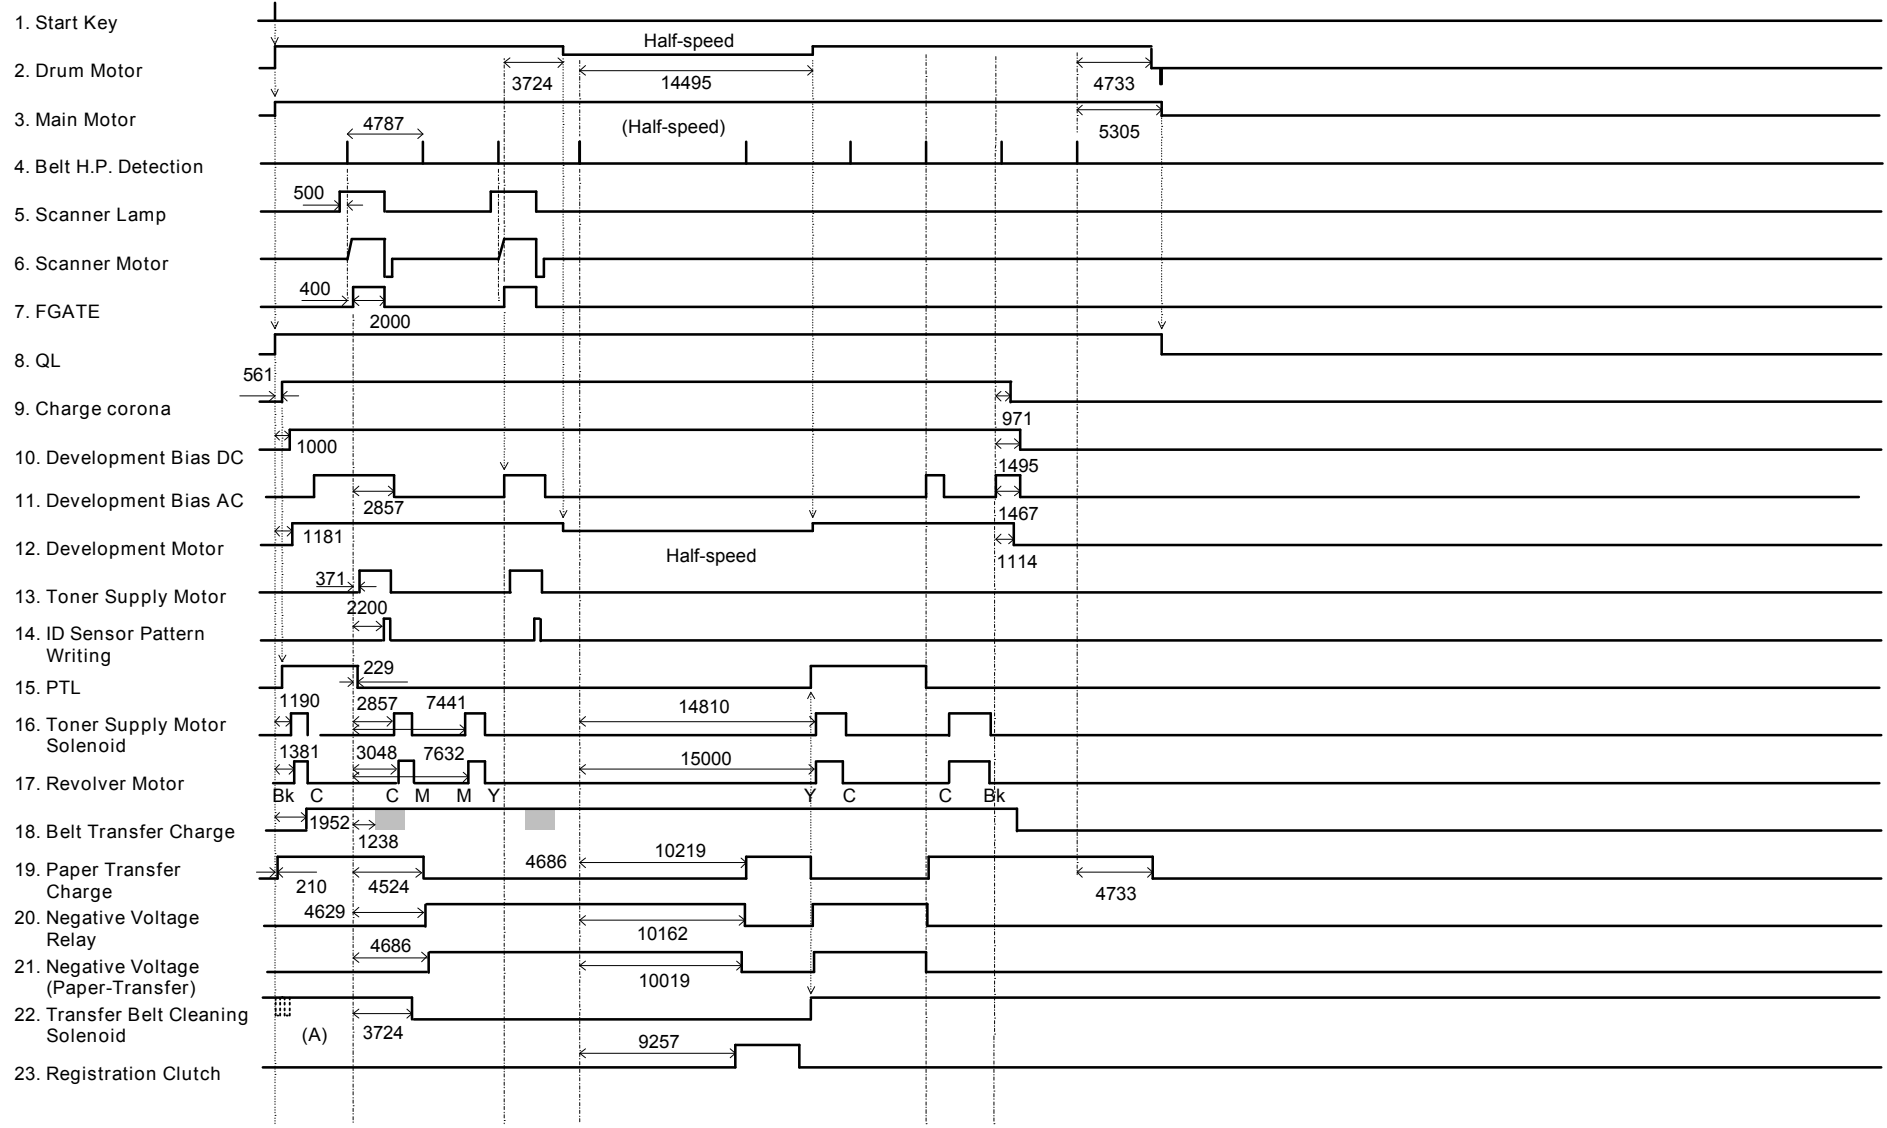 1. Start Key
Half-speed
2. Drum Motor
3724
14495
4733
3. Main Motor
4787
(Half-speed)
5305
4. Belt H.P. Detection
500
5. Scanner Lamp
6. Scanner Motor
400
7. FGATE
2000
8. QL
561
9. Charge corona
971
1000
10. Development Bias DC
1495
11. Development Bias AC
2857
1467
1181
12. Development Motor
Half-speed
1114
371
13. Toner Supply Motor
2200
14. ID Sensor Pattern
Writing
229
15. PTL
1190
2857
7441
14810
16. Toner Supply Motor
Solenoid
1381
3048
7632
15000
17. Revolver Motor
Bk C C M M Y Y C C Bk
18. Belt Transfer Charge
1952
1238
19. Paper Transfer
Charge
4686
10219
210
4524
4733
4629
20. Negative Voltage
Relay
10162
4686
21. Negative Voltage
(Paper-Transfer)
10019
22. Transfer Belt Cleaning
Solenoid
(A)
3724
9257
23. Registration Clutch